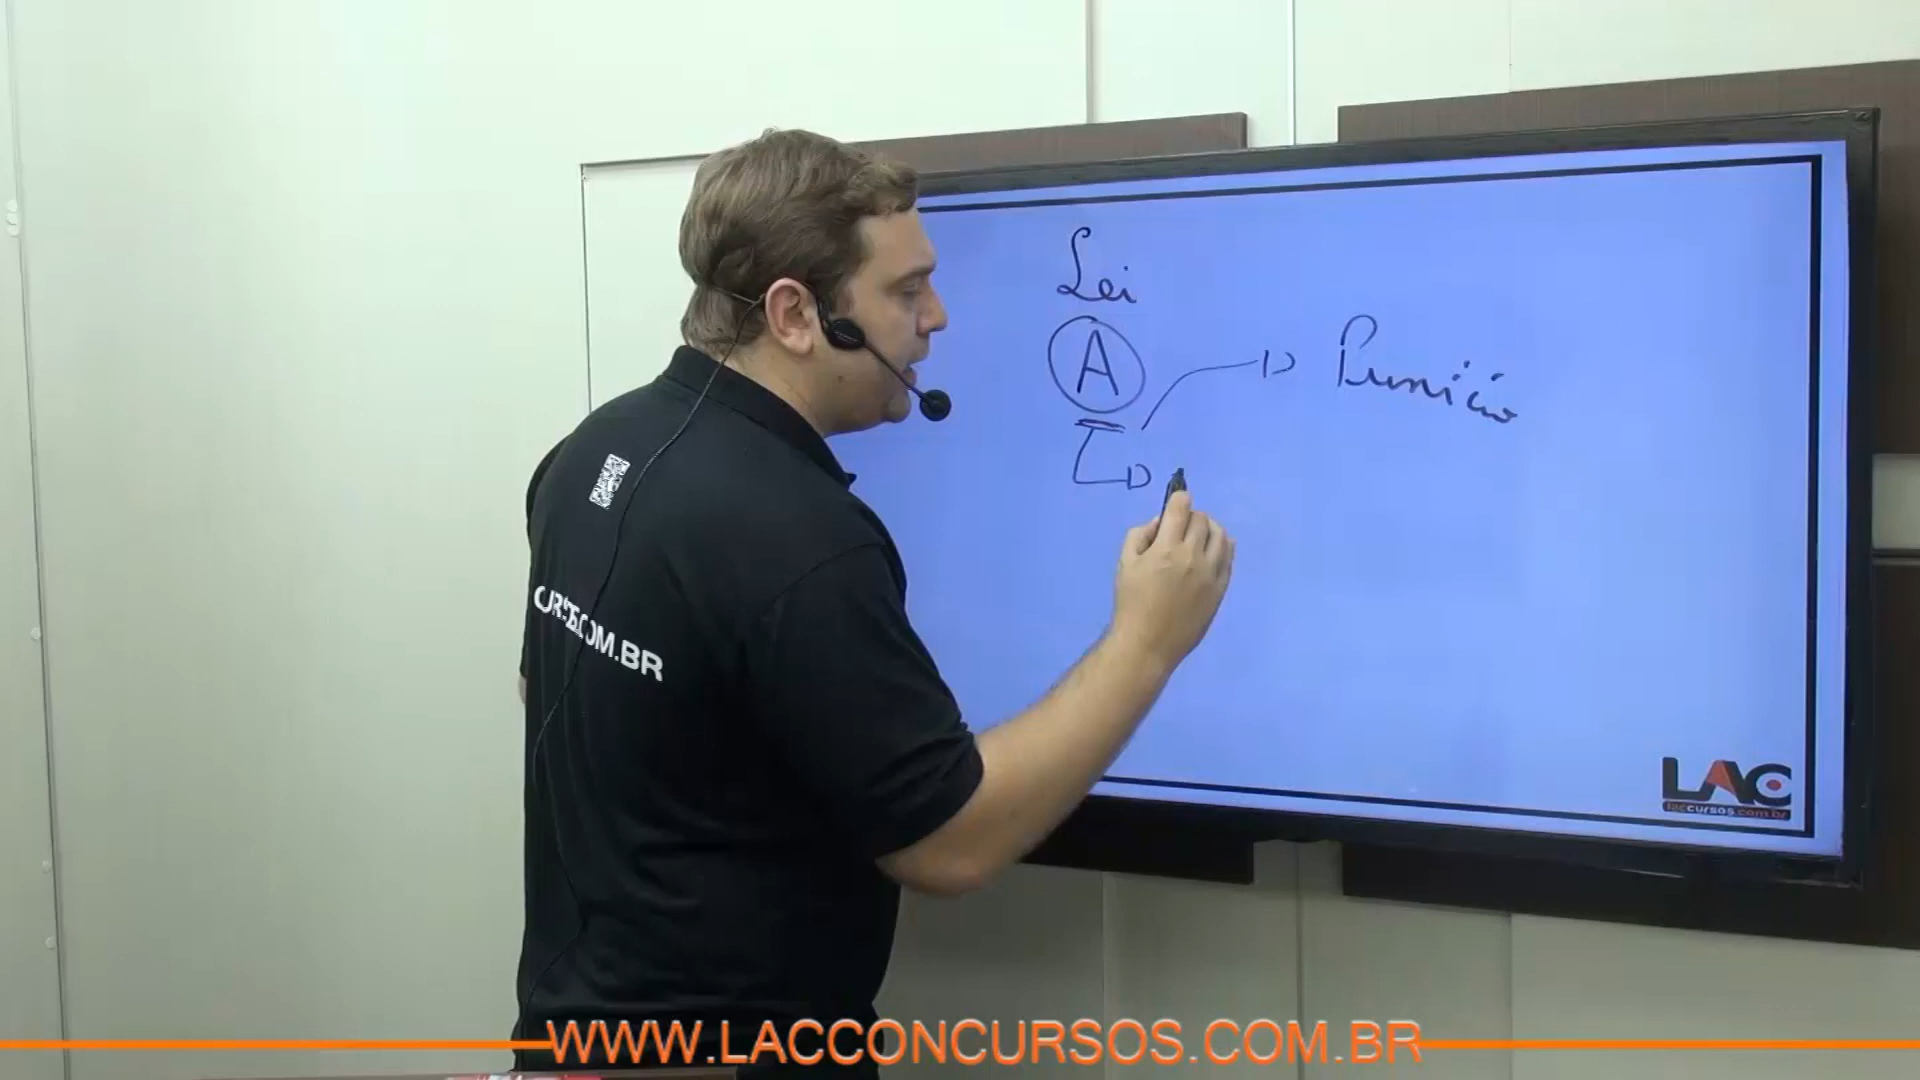 Lei
A
Punição
CURSOS.COM.BR
LAC
laccursos.com.br
WWW.LACCONCURSOS.COM.BR